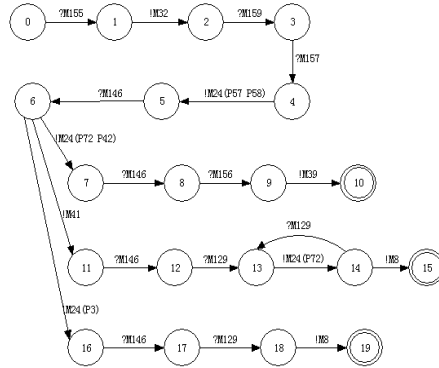 0 ?M155 1 !M32 2 ?M159 3
?M157
6 ?M146 5 !M24(P57 P58) 4
!M24(P72 P42)
7 ?M146 8 ?M156 9 !M39 10
!M41
?M129
11 ?M146 12 ?M129 13 !M24(P72) 14 !M8 15
!M24(P3)
16 ?M146 17 ?M129 18 !M8 19